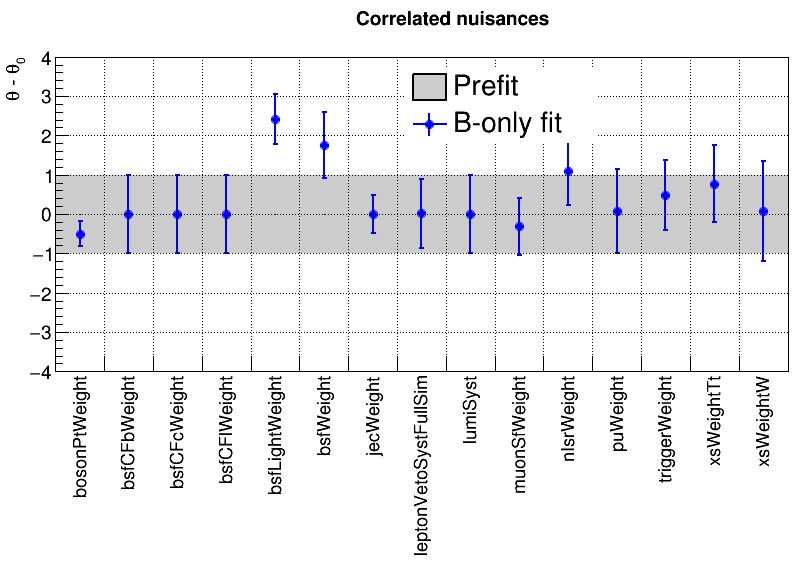 Correlated nuisances
θ - θ0
4
3
2
1
0
−1
−2
−3
−4
Prefit
B-only fit
bosonPtWeight
bsfCFbWeight
bsfCFcWeight
bsfCFlWeight
bsfLightWeight
bsfWeight
jecWeight
leptonVetoSystFullSim
lumiSyst
muonSfWeight
nIsrWeight
puWeight
triggerWeight
xsWeightTt
xsWeightW